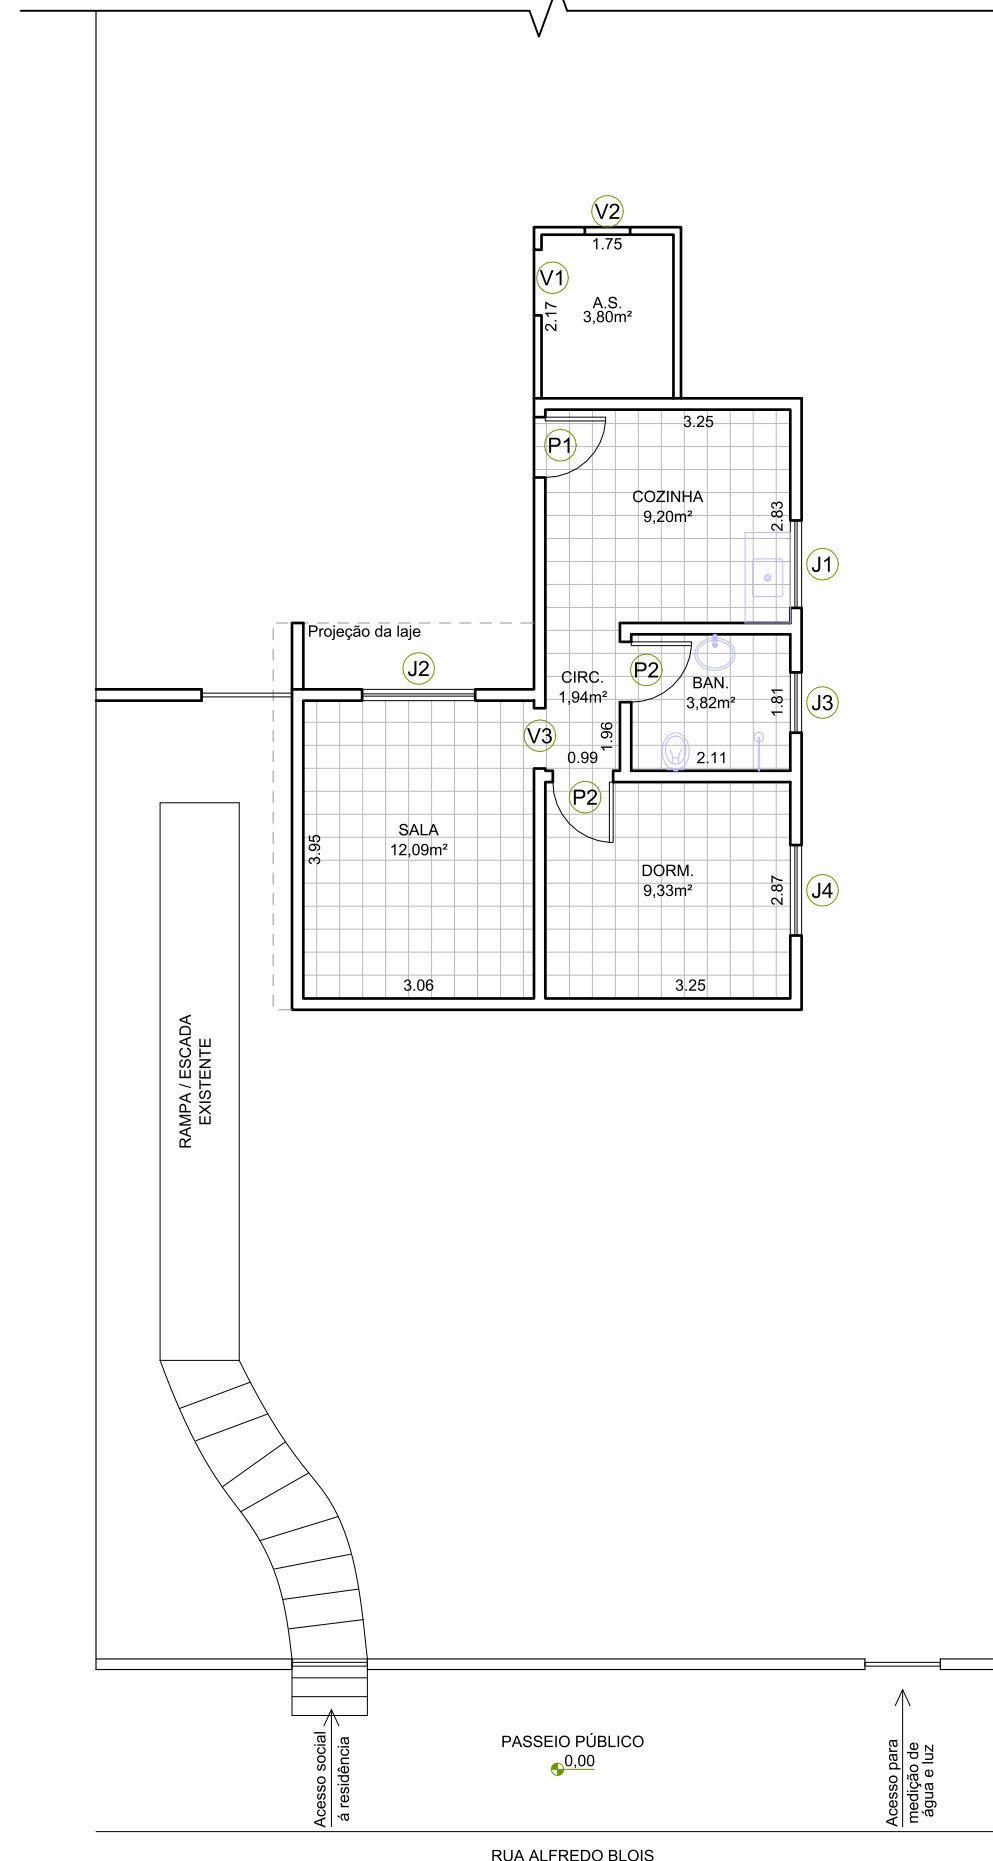 V2
1.75
V1
A.S.
3,80m²
2.17
3.25
P1
COZINHA
9,20m²
2.83
J1
Projeção da laje
J2
P2
CIRC.
1,94m²
BAN.
3,82m²
1.81
J3
V3
1.96
0.99
2.11
P2
SALA
12,09m²
3.95
DORM.
9,33m²
2.87
J4
3.06
3.25
RAMPA / ESCADA
EXISTENTE
PASSEIO PÚBLICO
0,00
Acesso social
á residência
Acesso para
medição de
água e luz
RUA ALFREDO BLOIS